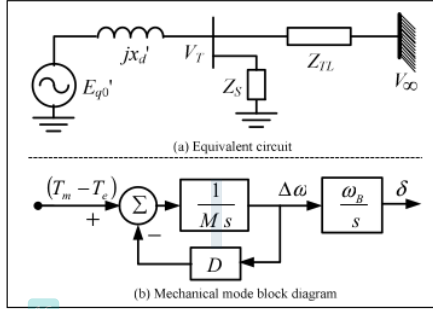 jx_d'
V_T
Z_TL
E_q0'
Z_S
V_∞
(a) Equivalent circuit
(T_m − T_e)
+
Σ
−
1
M s
Δω
ω_B
s
δ
D
(b) Mechanical mode block diagram